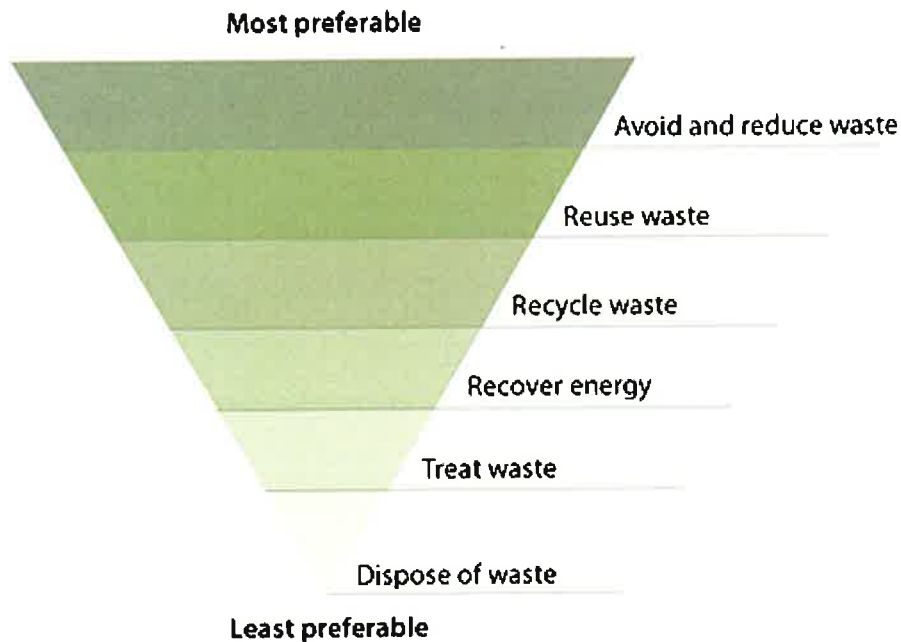 Most preferable
Avoid and reduce waste
Reuse waste
Recycle waste
Recover energy
Treat waste
Dispose of waste
Least preferable